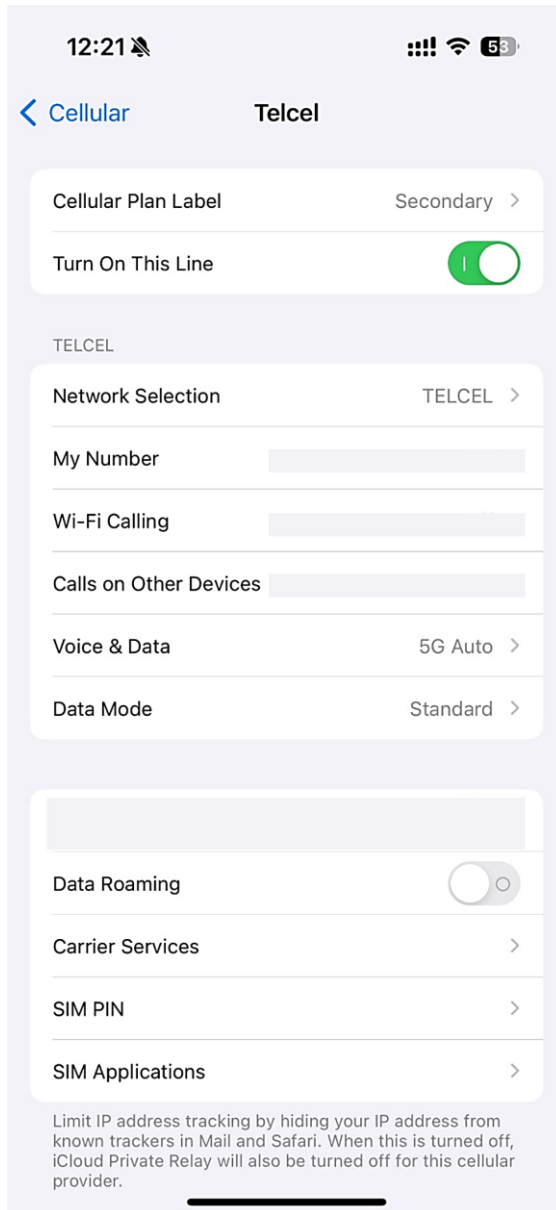 12:21
53
Cellular
Telcel
Cellular Plan Label Secondary
Turn On This Line
TELCEL
Network Selection TELCEL
My Number
Wi-Fi Calling
Calls on Other Devices
Voice & Data 5G Auto
Data Mode Standard
Data Roaming
Carrier Services
SIM PIN
SIM Applications
Limit IP address tracking by hiding your IP address from
known trackers in Mail and Safari. When this is turned off,
iCloud Private Relay will also be turned off for this cellular
provider.